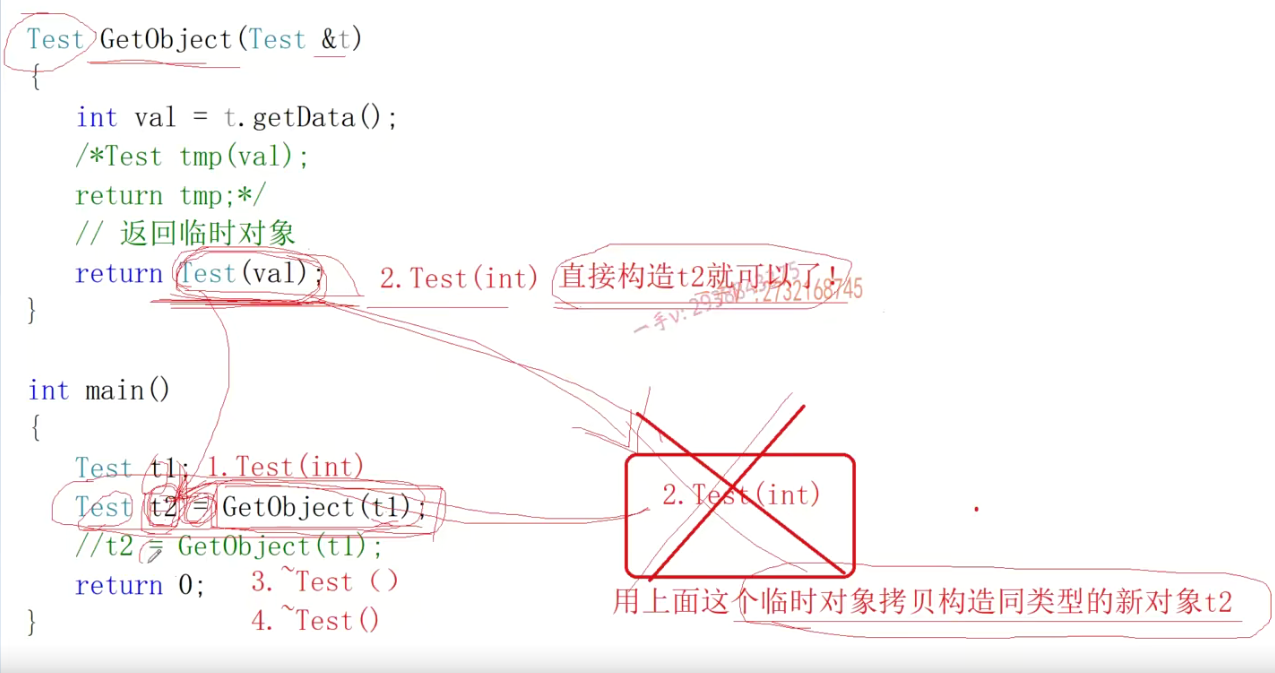 Test GetObject(Test &t)
{
int val = t.getData();
/*Test tmp(val);
return tmp;*/
// 返回临时对象
return Test(val); 2.Test(int) 直接构造t2就可以了!
2732168745
一手v:
}
int main()
{
Test t1; 1.Test(int)
2.Test(int)
Test t2 = GetObject(t1);
//t2 = GetObject(t1);
return 0; 3.~Test()
用上面这个临时对象拷贝构造同类型的新对象t2
} 4.~Test()